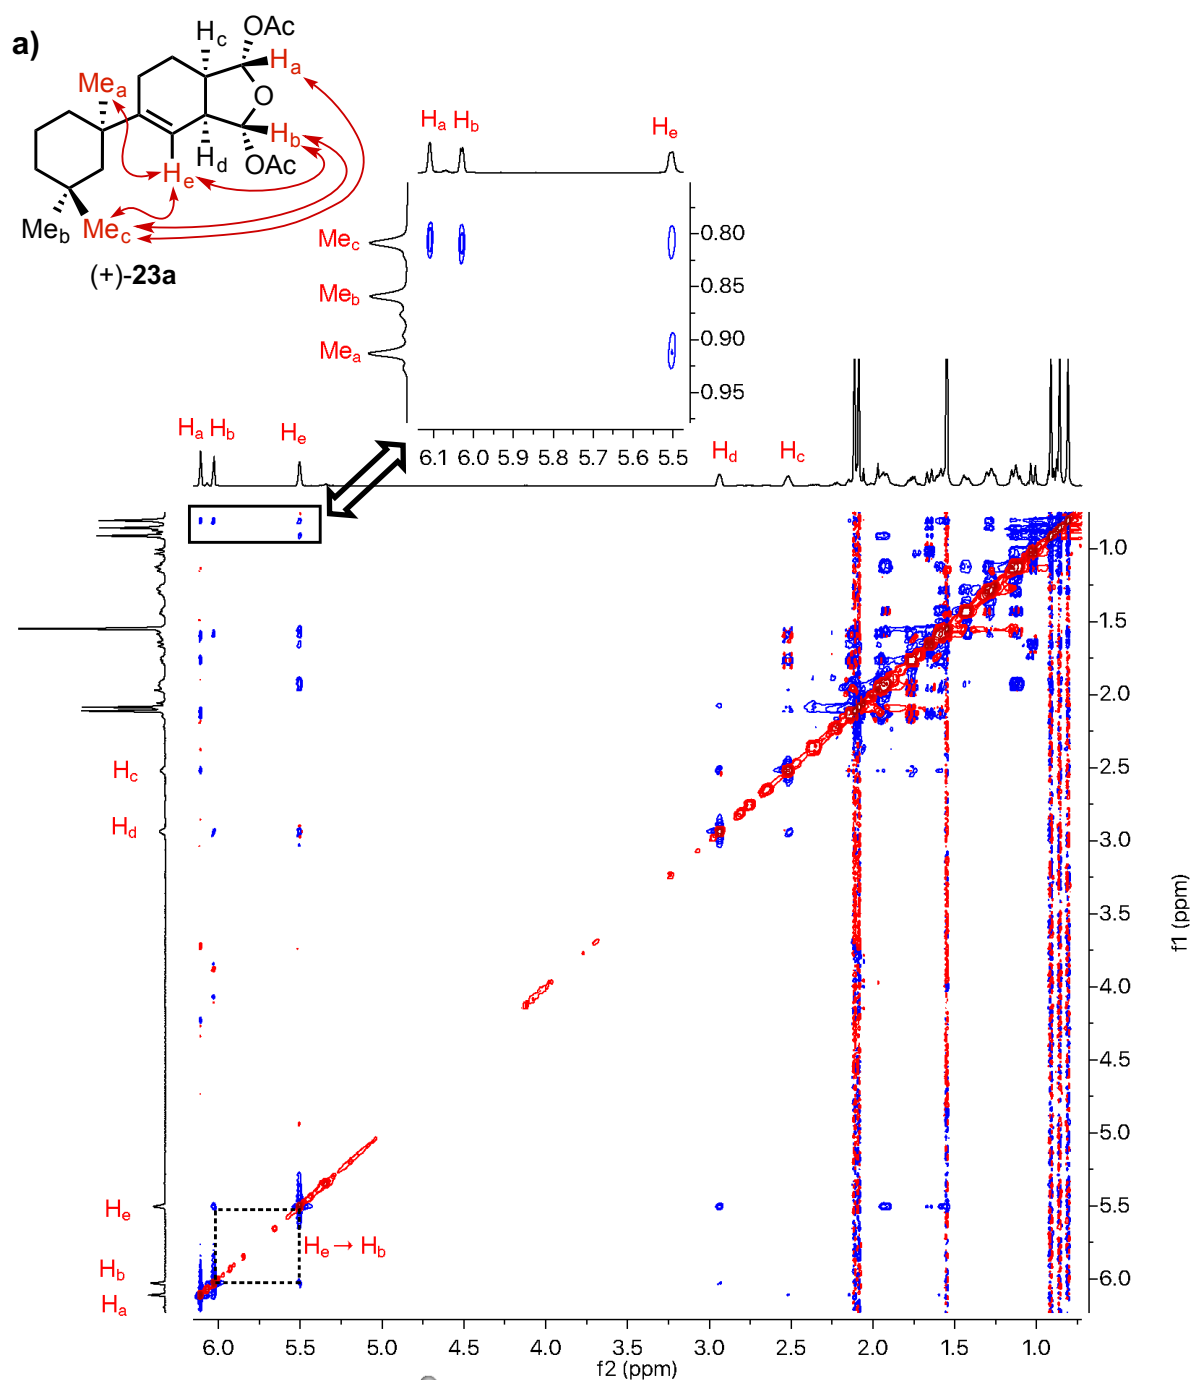 a)
OAc
Hc
Ha
Mea
O
Hb
Hd
OAc
He
Meb
Mec
(+)-23a
Ha Hb He
Mec
Meb
Mea
0.80
0.85
0.90
0.95
6.1 6.0 5.9 5.8 5.7 5.6 5.5
Ha Hb He Hd Hc
1.0
1.5
2.0
2.5
3.0
3.5
4.0
4.5
5.0
5.5
6.0
f1 (ppm)
Hc
Hd
He
Hb
Ha
He → Hb
6.0 5.5 5.0 4.5 4.0 3.5 3.0 2.5 2.0 1.5 1.0
f2 (ppm)